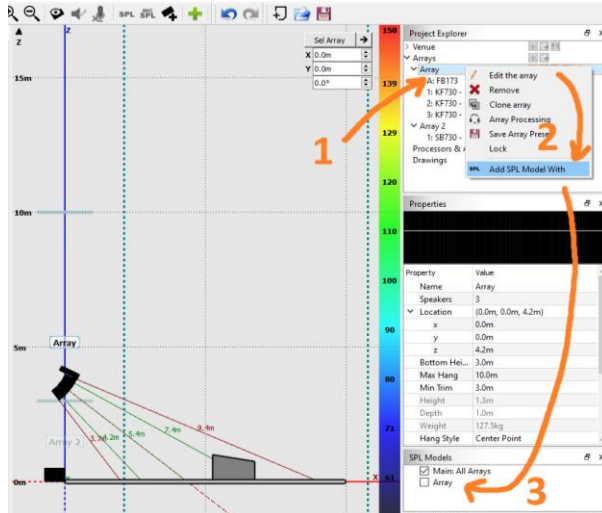 SPL
SPL
Z
z
15m
10m
5m
0m
X
Sel Array
X 0.0m
Y 0.0m
0.0°
150
139
129
120
110
100
90
80
71
61
Array
Array 2
3.7m
4.2m
5.4m
7.4m
9.4m
Project Explorer
Venue
Arrays
Array
A: FB173
1: KF730 -
2: KF730 -
3: KF730 -
Array 2
1: SB730 -
Processors &
Drawings
Edit the array
Remove
Clone array
Array Processing
Save Array Prese
Lock
SPL Add SPL Model With
1
2
Properties
Property Value
Name Array
Speakers 3
Location (0.0m, 0.0m, 4.2m)
x 0.0m
y 0.0m
z 4.2m
Bottom Hei... 3.0m
Max Hang 10.0m
Min Trim 3.0m
Height 1.3m
Depth 1.0m
Weight 127.5kg
Hang Style Center Point
SPL Models
Main: All Arrays
Array
3